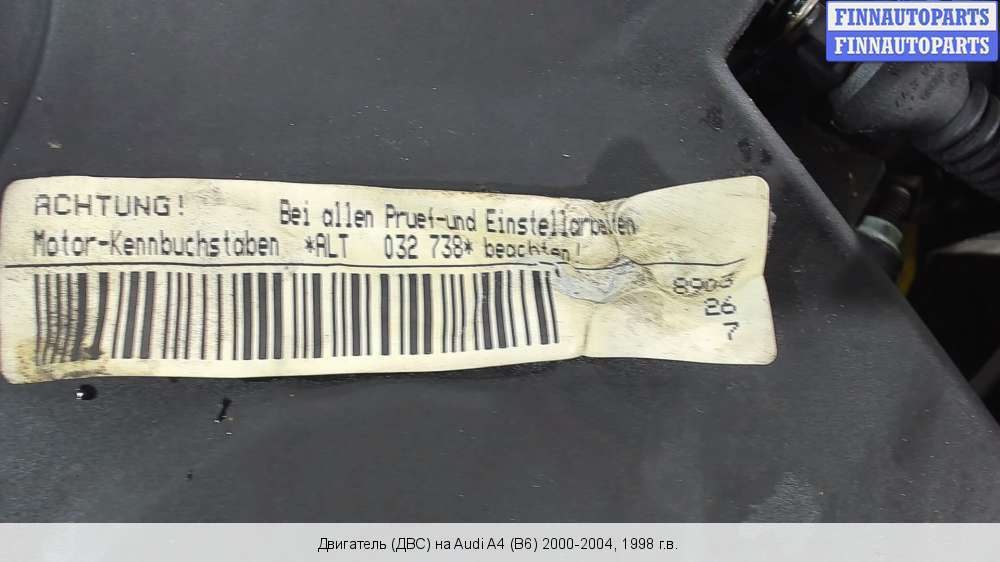 FINNAUTOPARTS
FINNAUTOPARTS
ACHTUNG! Bei allen Pruef-und Einstellarbeiten
Motor-Kennbuchstaben *ALT 032 738* beachten!
8903
26
7
Двигатель (ДВС) на Audi A4 (B6) 2000-2004, 1998 г.в.